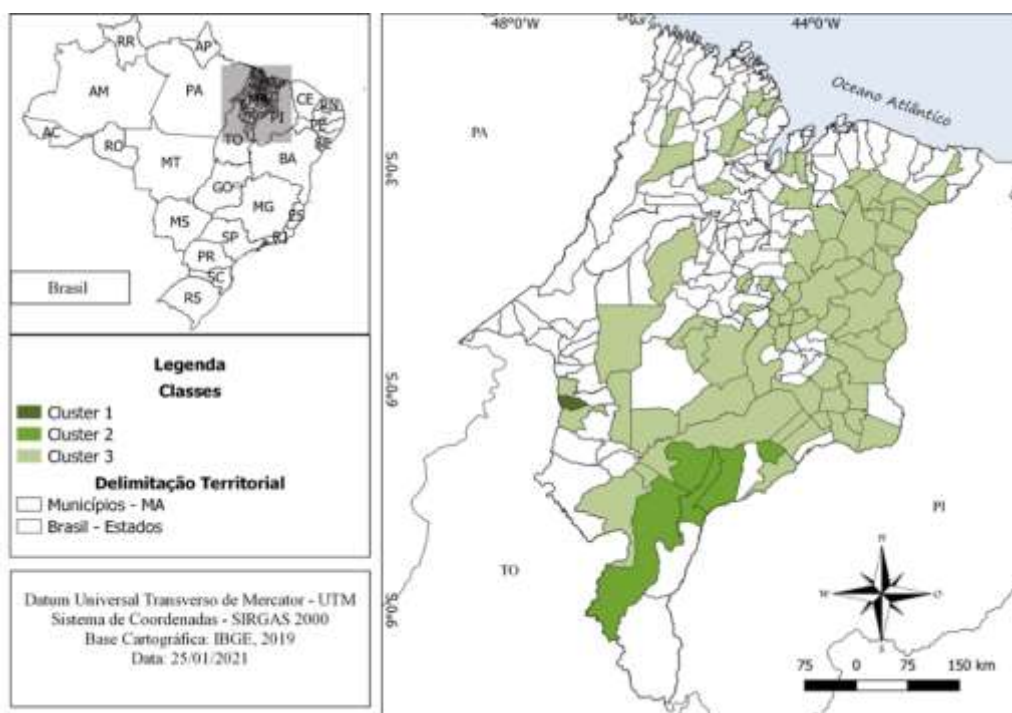 RR
AP
AM
PA
MA
CE
RN
PI
PE
AC
TO
SE
RO
BA
MT
GO
MG
MS
ES
SP
RJ
PR
SC
RS
Brasil
Legenda
Classes
Cluster 1
Cluster 2
Cluster 3
Delimitação Territorial
Municípios - MA
Brasil - Estados
Datum Universal Transverso de Mercator - UTM
Sistema de Coordenadas - SIRGAS 2000
Base Cartográfica: IBGE, 2019
Data: 25/01/2021
48°0'W
44°0'W
Oceano Atlântico
PA
3°0'S
6°0'S
9°0'S
TO
PI
N
W
O
S
75 0 75 150 km